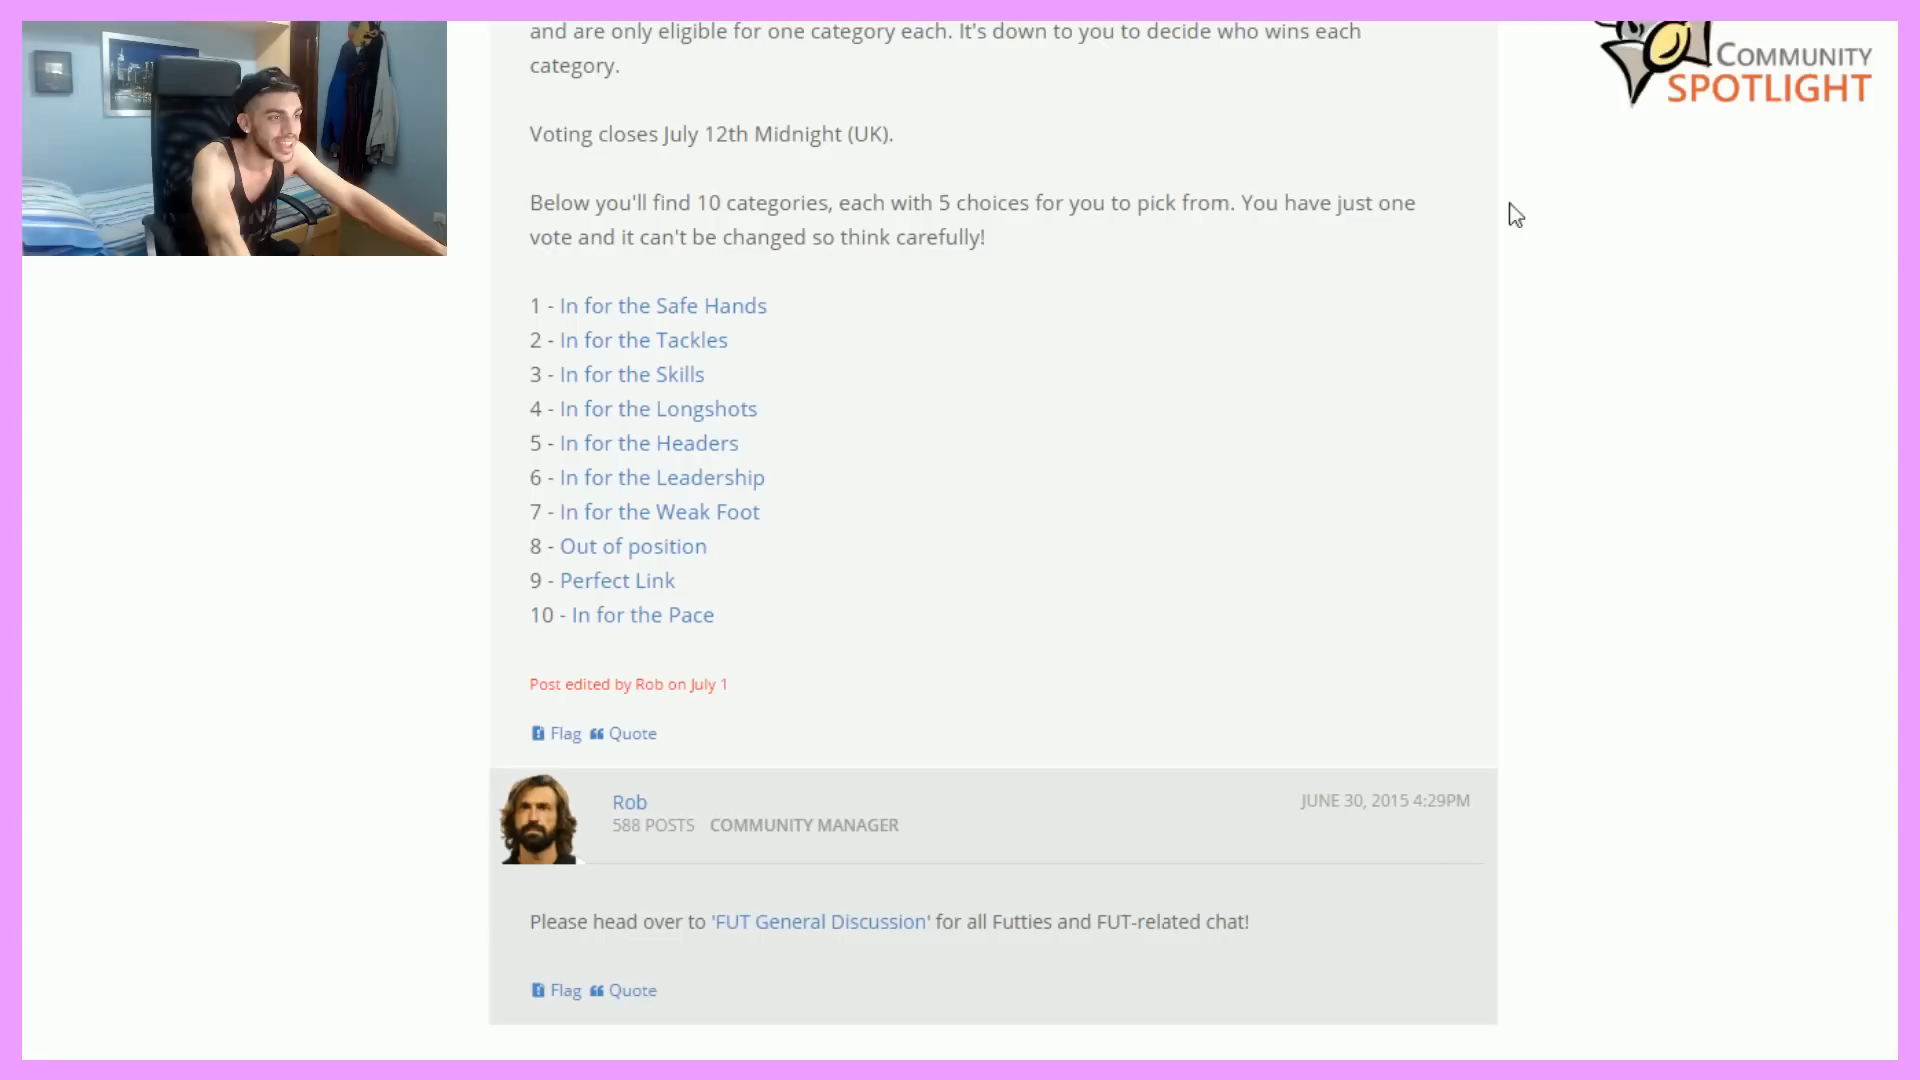 and are only eligible for one category each. It's down to you to decide who wins each
category.
COMMUNITY
SPOTLIGHT
Voting closes July 12th Midnight (UK).
Below you'll find 10 categories, each with 5 choices for you to pick from. You have just one
vote and it can't be changed so think carefully!
1 - In for the Safe Hands
2 - In for the Tackles
3 - In for the Skills
4 - In for the Longshots
5 - In for the Headers
6 - In for the Leadership
7 - In for the Weak Foot
8 - Out of position
9 - Perfect Link
10 - In for the Pace
Post edited by Rob on July 1
Flag Quote
Rob
JUNE 30, 2015 4:29PM
588 POSTS COMMUNITY MANAGER
Please head over to 'FUT General Discussion' for all Futties and FUT-related chat!
Flag Quote